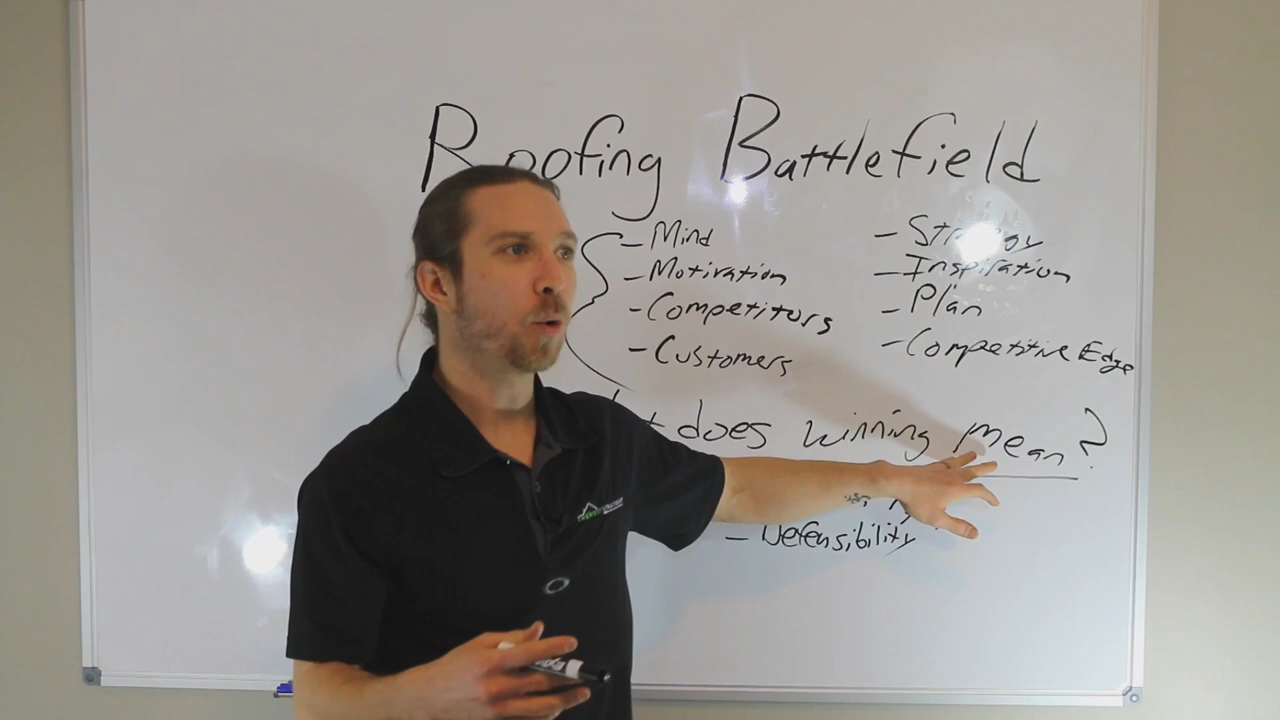 Roofing Battlefield
- Mind
- Motivation
- Competitors
- Customers
- Strategy
- Inspiration
- Plan
- Competitive Edge
does winning mean?
- Defensibility